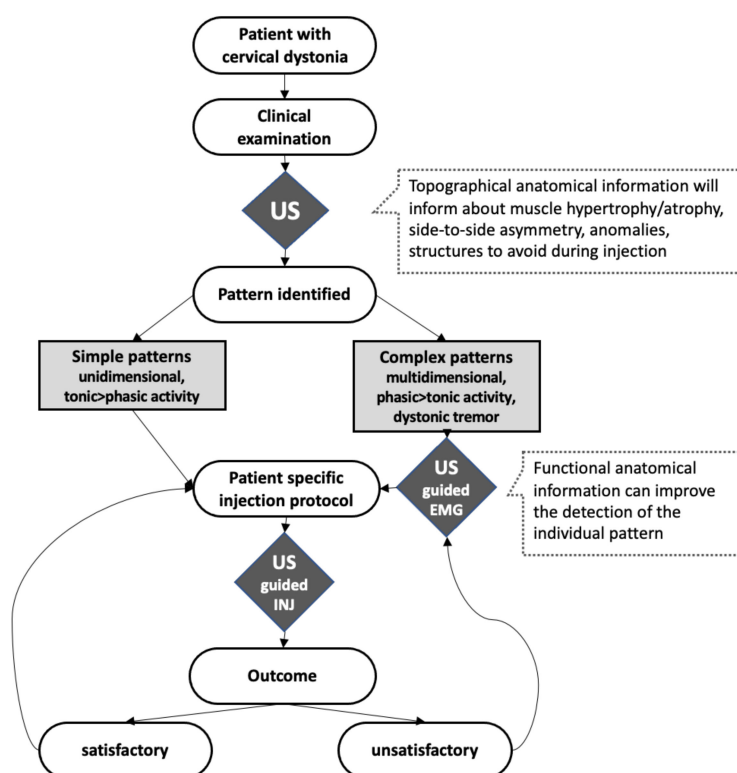 Patient with
cervical dystonia
Clinical
examination
US
Topographical anatomical information will
inform about muscle hypertrophy/atrophy,
side-to-side asymmetry, anomalies,
structures to avoid during injection
Pattern identified
Simple patterns
unidimensional,
tonic>phasic activity
Complex patterns
multidimensional,
phasic>tonic activity,
dystonic tremor
Patient specific
injection protocol
US
guided
EMG
Functional anatomical
information can improve
the detection of the
individual pattern
US
guided
INJ
Outcome
satisfactory
unsatisfactory